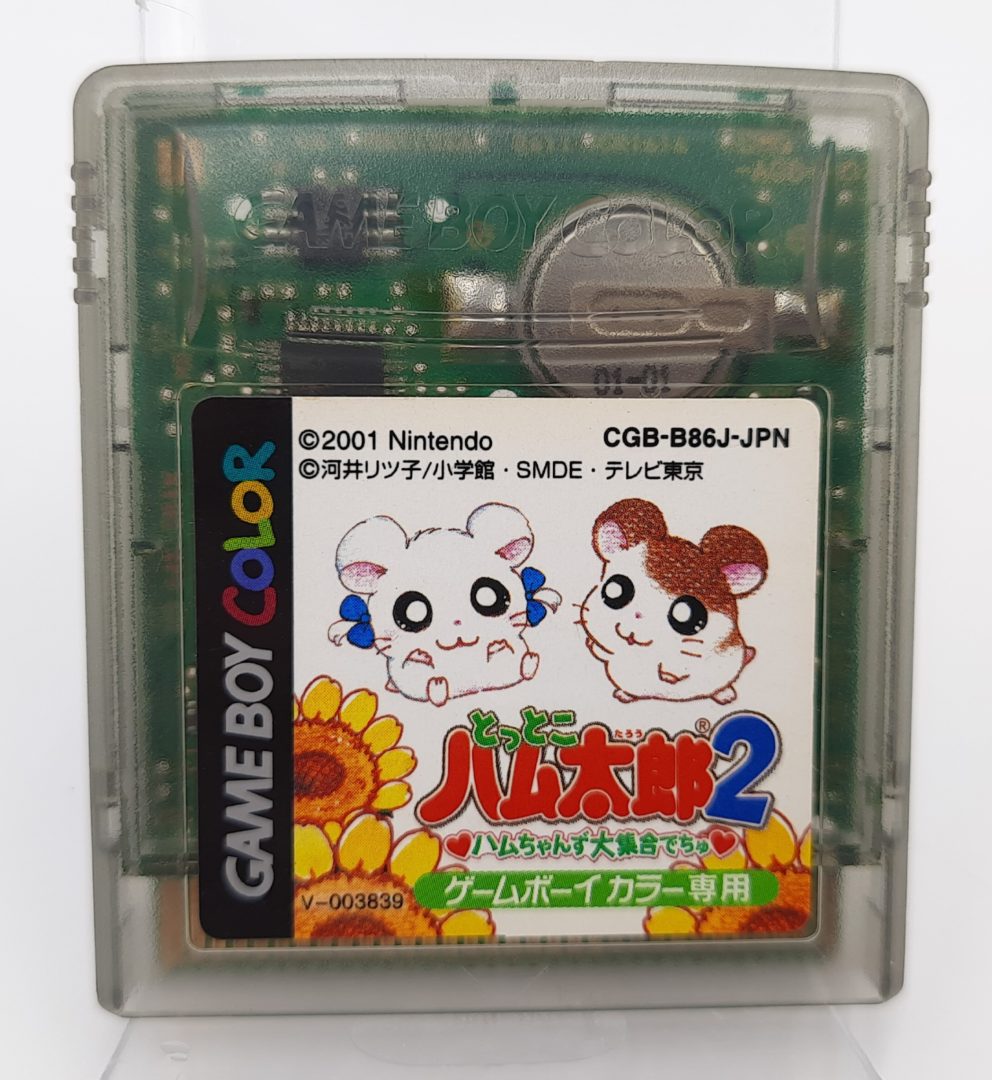 GAME BOY COLOR
01-01
GAME BOY COLOR
©2001 Nintendo
CGB-B86J-JPN
©河井リツ子/小学館・SMDE・テレビ東京
とっとこ
ハム太郎®2
たろう
ハムちゃんず大集合でちゅ
ゲームボーイカラー専用
V-003839